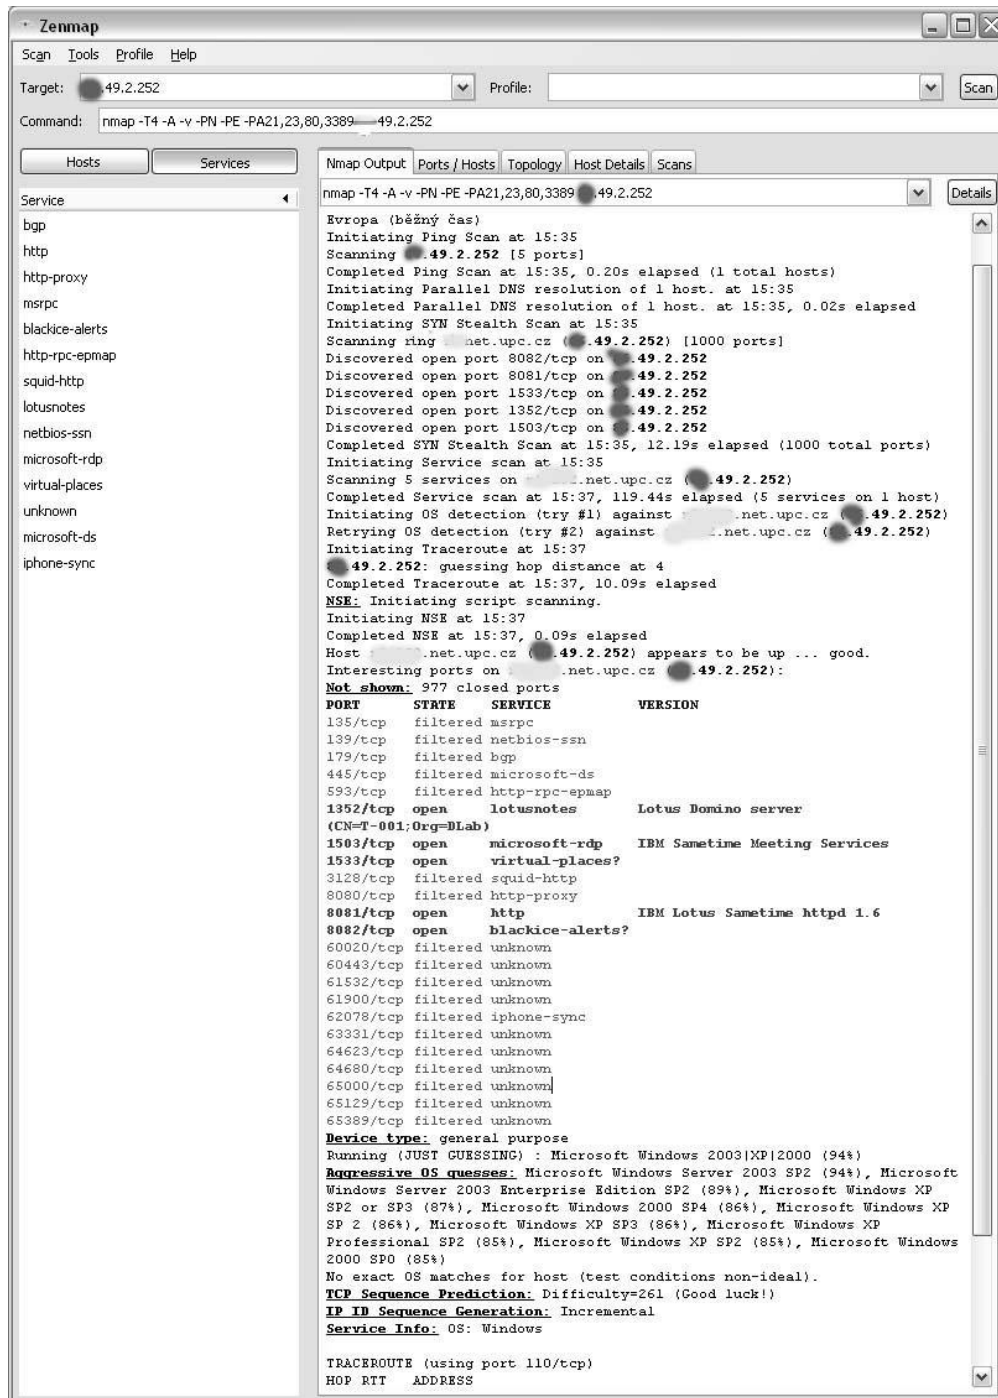 Zenmap
Scan Tools Profile Help
Target: .49.2.252 Profile: Scan
Command: nmap -T4 -A -v -PN -PE -PA21,23,80,3389 49.2.252
Hosts Services
Nmap Output Ports / Hosts Topology Host Details Scans
nmap -T4 -A -v -PN -PE -PA21,23,80,3389 .49.2.252 Details
Service
bgp
http
http-proxy
msrpc
blackice-alerts
http-rpc-epmap
squid-http
lotusnotes
netbios-ssn
microsoft-rdp
virtual-places
unknown
microsoft-ds
iphone-sync
Evropa (běžný čas)
Initiating Ping Scan at 15:35
Scanning .49.2.252 [5 ports]
Completed Ping Scan at 15:35, 0.20s elapsed (1 total hosts)
Initiating Parallel DNS resolution of 1 host. at 15:35
Completed Parallel DNS resolution of 1 host. at 15:35, 0.02s elapsed
Initiating SYN Stealth Scan at 15:35
Scanning ring net.upc.cz ( .49.2.252) [1000 ports]
Discovered open port 8082/tcp on .49.2.252
Discovered open port 8081/tcp on .49.2.252
Discovered open port 1533/tcp on .49.2.252
Discovered open port 1352/tcp on .49.2.252
Discovered open port 1503/tcp on .49.2.252
Completed SYN Stealth Scan at 15:35, 12.19s elapsed (1000 total ports)
Initiating Service scan at 15:35
Scanning 5 services on .net.upc.cz ( .49.2.252)
Completed Service scan at 15:37, 119.44s elapsed (5 services on 1 host)
Initiating OS detection (try #1) against .net.upc.cz ( .49.2.252)
Retrying OS detection (try #2) against .net.upc.cz ( .49.2.252)
Initiating Traceroute at 15:37
.49.2.252: guessing hop distance at 4
Completed Traceroute at 15:37, 10.09s elapsed
NSE: Initiating script scanning.
Initiating NSE at 15:37
Completed NSE at 15:37, 0.09s elapsed
Host .net.upc.cz ( .49.2.252) appears to be up ... good.
Interesting ports on .net.upc.cz ( .49.2.252):
Not shown: 977 closed ports
PORT STATE SERVICE VERSION
135/tcp filtered msrpc
139/tcp filtered netbios-ssn
179/tcp filtered bgp
445/tcp filtered microsoft-ds
593/tcp filtered http-rpc-epmap
1352/tcp open lotusnotes Lotus Domino server
(CN=T-001;Org=DLab)
1503/tcp open microsoft-rdp IBM Sametime Meeting Services
1533/tcp open virtual-places?
3128/tcp filtered squid-http
8080/tcp filtered http-proxy
8081/tcp open http IBM Lotus Sametime httpd 1.6
8082/tcp open blackice-alerts?
60020/tcp filtered unknown
60443/tcp filtered unknown
61532/tcp filtered unknown
61900/tcp filtered unknown
62078/tcp filtered iphone-sync
63331/tcp filtered unknown
64623/tcp filtered unknown
64680/tcp filtered unknown
65000/tcp filtered unknown
65129/tcp filtered unknown
65389/tcp filtered unknown
Device type: general purpose
Running (JUST GUESSING) : Microsoft Windows 2003|XP|2000 (94%)
Aggressive OS guesses: Microsoft Windows Server 2003 SP2 (94%), Microsoft
Windows Server 2003 Enterprise Edition SP2 (89%), Microsoft Windows XP
SP2 or SP3 (87%), Microsoft Windows 2000 SP4 (86%), Microsoft Windows XP
SP 2 (86%), Microsoft Windows XP SP3 (86%), Microsoft Windows XP
Professional SP2 (85%), Microsoft Windows XP SP2 (85%), Microsoft Windows
2000 SP0 (85%)
No exact OS matches for host (test conditions non-ideal).
TCP Sequence Prediction: Difficulty=261 (Good luck!)
IP ID Sequence Generation: Incremental
Service Info: OS: Windows
TRACEROUTE (using port 110/tcp)
HOP RTT ADDRESS